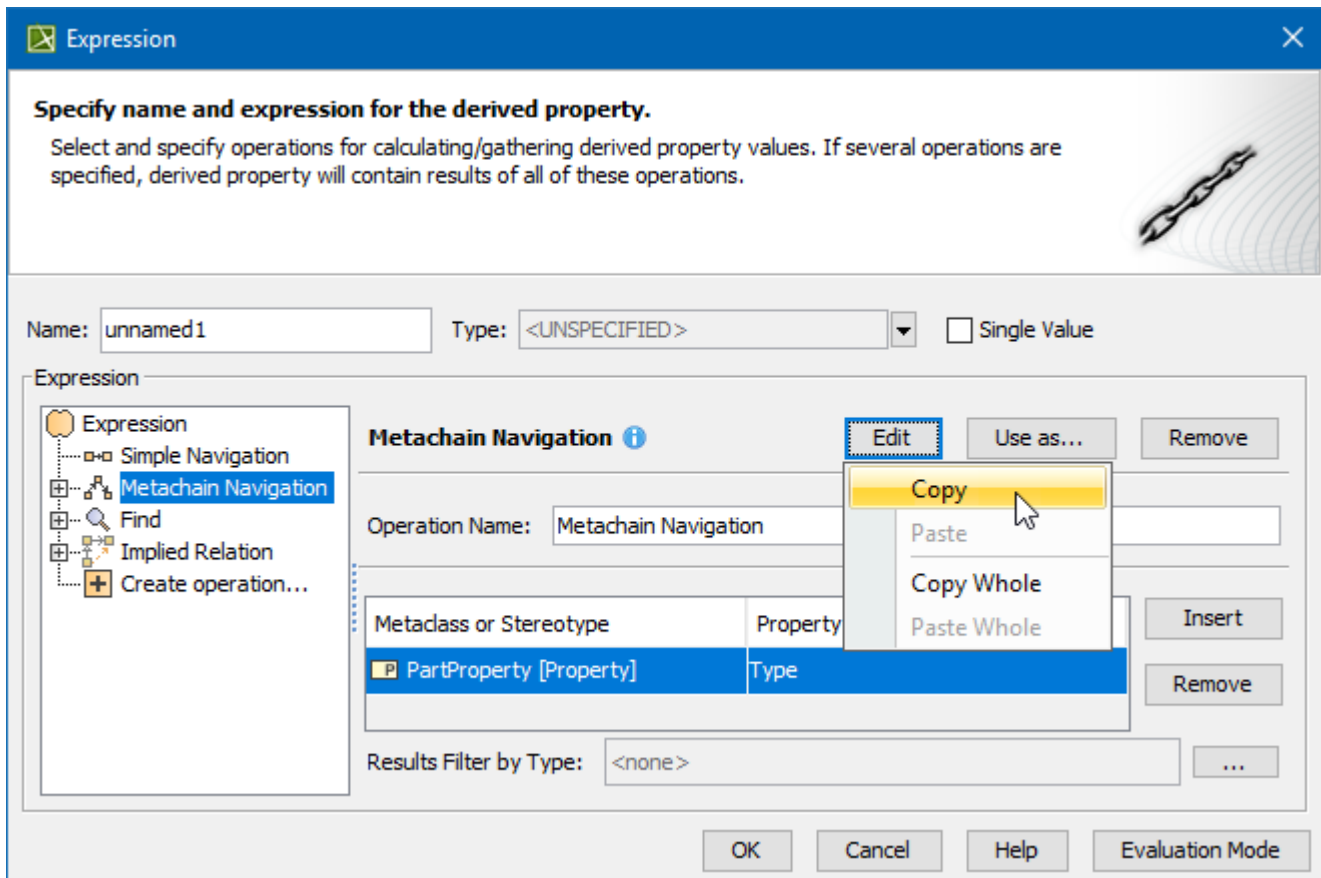 Expression
Specify name and expression for the derived property.
Select and specify operations for calculating/gathering derived property values. If several operations are
specified, derived property will contain results of all of these operations.
Name: unnamed1 Type: <UNSPECIFIED> Single Value
Expression
Expression
Simple Navigation
Metachain Navigation
Find
Implied Relation
Create operation...
Metachain Navigation Edit Use as... Remove
Copy
Paste
Copy Whole
Paste Whole
Operation Name: Metachain Navigation
Metaclass or Stereotype Property Insert
P PartProperty [Property] Type Remove
Results Filter by Type: <none> ...
OK Cancel Help Evaluation Mode